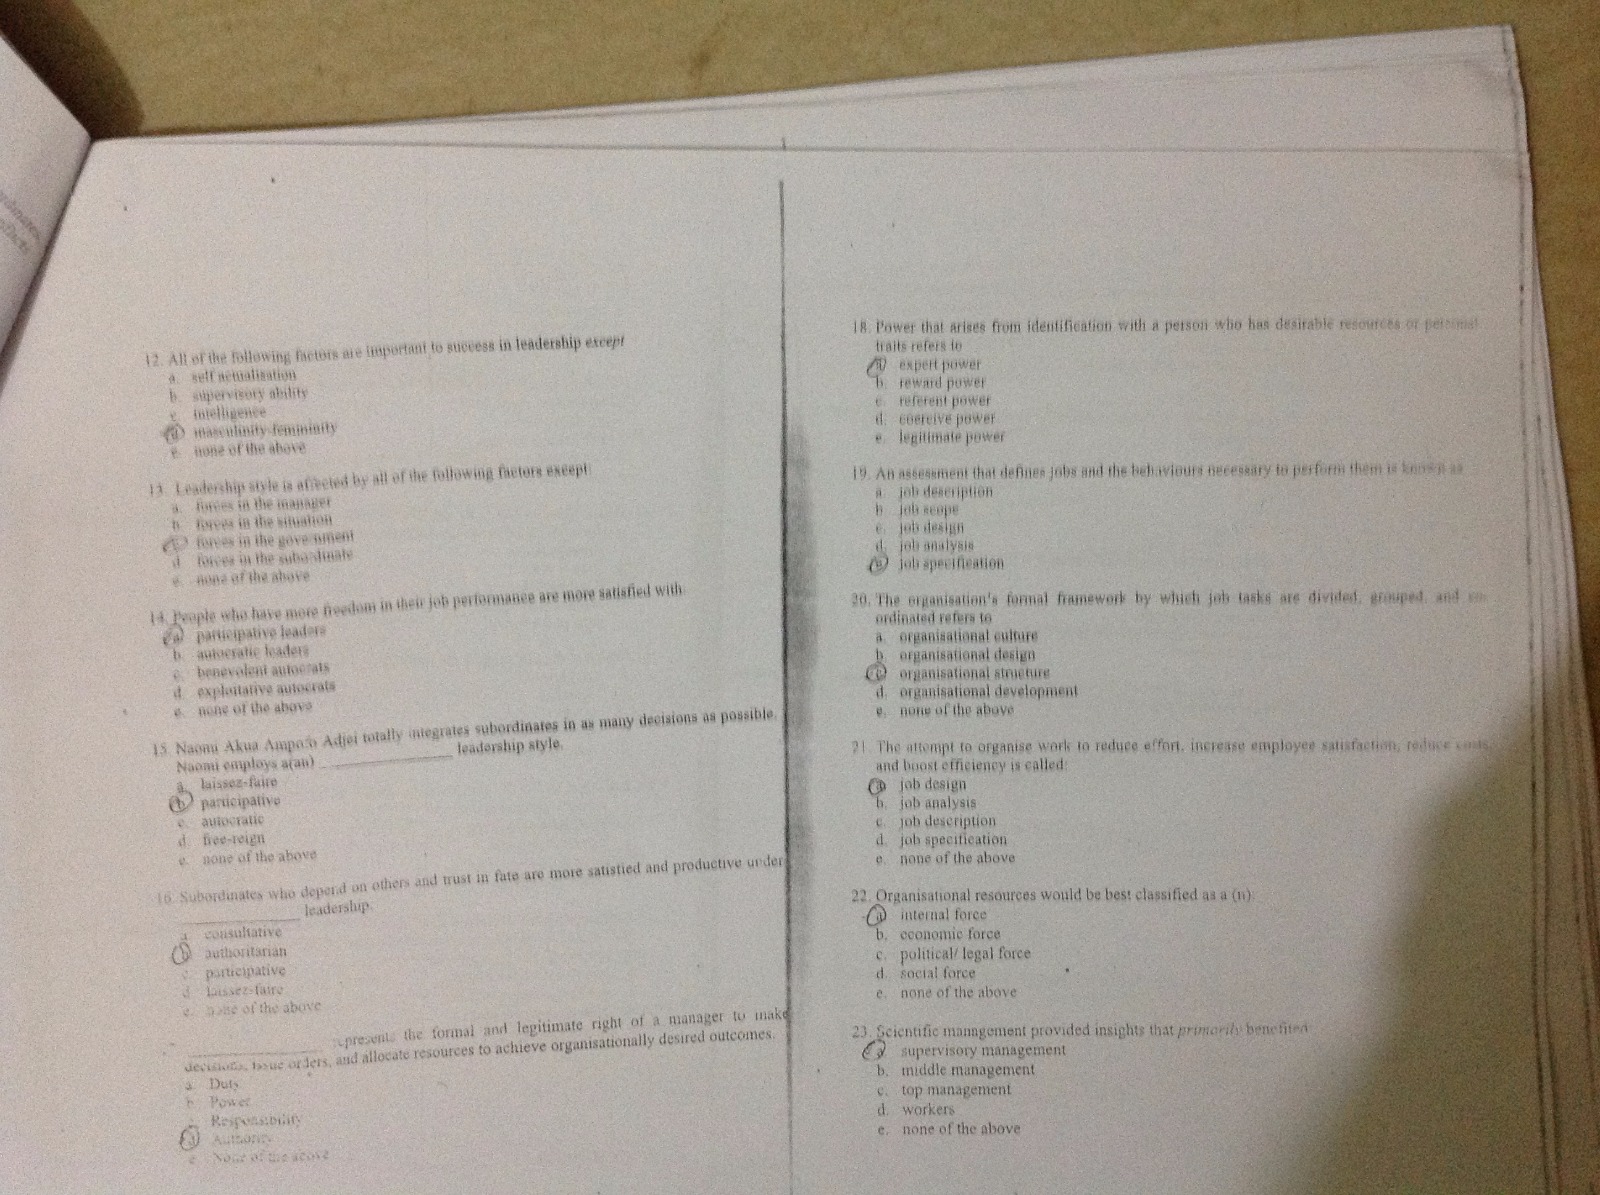 12. All of the following factors are important to success in leadership except
a. self actualisation
b. supervisory ability
c. intelligence
d masculinity-femininity
e. none of the above
13. Leadership style is affected by all of the following factors except:
a. forces in the manager
b. forces in the situation
c forces in the government
d forces in the subordinate
e. none of the above
14. People who have more freedom in their job performance are more satisfied with
a participative leaders
b. autocratic leaders
c. benevolent autocrats
d. exploitative autocrats
e. none of the above
15. Naomi Akua Adjei totally integrates subordinates in as many decisions as possible.
Naomi employs a(an) ____________ leadership style.
a. laissez-faire
b participative
c. autocratic
d free-reign
e. none of the above
16. Subordinates who depend on others and trust in fate are more satisfied and productive under
____________ leadership.
a consultative
b authoritarian
c participative
d laissez-faire
e. none of the above
____________ represents the formal and legitimate right of a manager to make
decisions, issue orders, and allocate resources to achieve organisationally desired outcomes.
a Duty
b Power
Responsibility
d Authority
e None of the above
18. Power that arises from identification with a person who has desirable resources or personal
traits refers to
a expert power
b. reward power
c. referent power
d. coercive power
e. legitimate power
19. An assessment that defines jobs and the behaviours necessary to perform them is known as
a job description
b job scope
c. job design
d. job analysis
e job specification
20. The organisation's formal framework by which job tasks are divided, grouped, and co-
ordinated refers to
a. organisational culture
b. organisational design
c organisational structure
d. organisational development
e. none of the above
21. The attempt to organise work to reduce effort, increase employee satisfaction, reduce costs
and boost efficiency is called:
a job design
b. job analysis
c. job description
d. job specification
e. none of the above
22. Organisational resources would be best classified as a (n):
a internal force
b. economic force
c. political/ legal force
d. social force
e. none of the above
23. Scientific management provided insights that primarily benefited
a supervisory management
b. middle management
c. top management
d. workers
e. none of the above